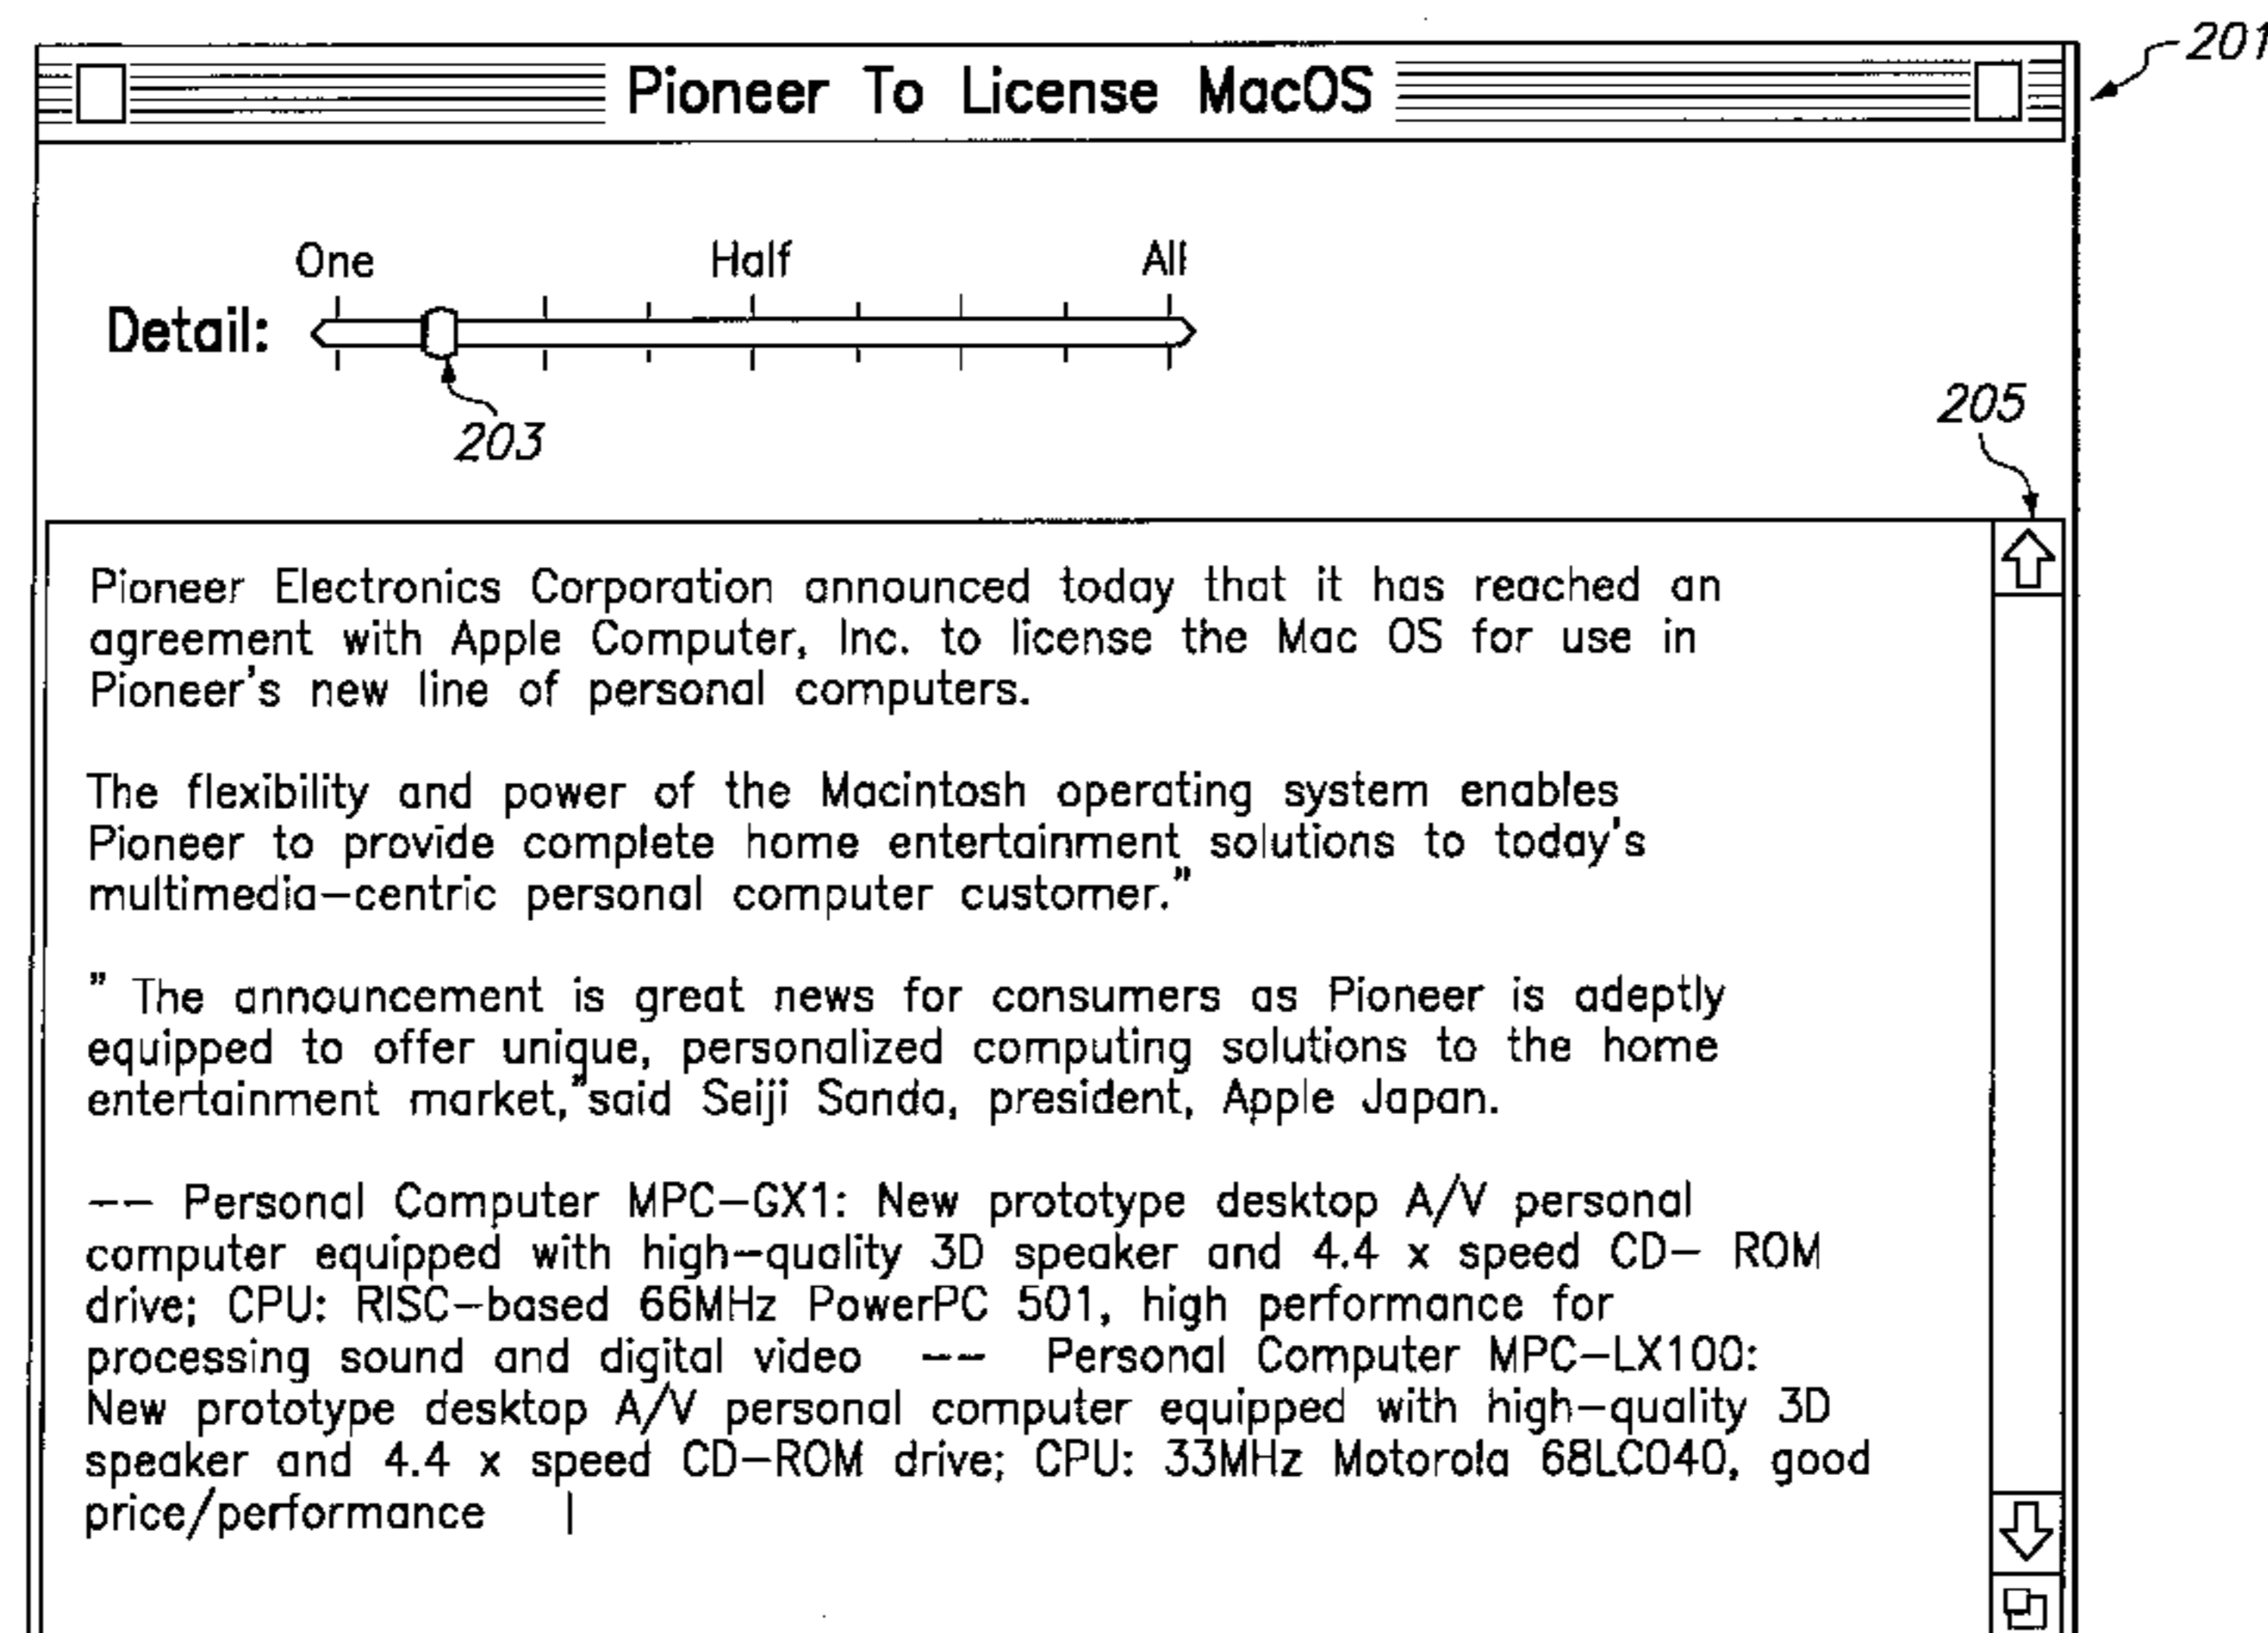 201
Pioneer To License MacOS
One Half All
Detail:
203
205
Pioneer Electronics Corporation announced today that it has reached an
agreement with Apple Computer, Inc. to license the Mac OS for use in
Pioneer's new line of personal computers.
The flexibility and power of the Macintosh operating system enables
Pioneer to provide complete home entertainment solutions to today's
multimedia-centric personal computer customer."
" The announcement is great news for consumers as Pioneer is adeptly
equipped to offer unique, personalized computing solutions to the home
entertainment market,"said Seiji Sanda, president, Apple Japan.
-- Personal Computer MPC-GX1: New prototype desktop A/V personal
computer equipped with high-quality 3D speaker and 4.4 x speed CD- ROM
drive; CPU: RISC-based 66MHz PowerPC 501, high performance for
processing sound and digital video -- Personal Computer MPC-LX100:
New prototype desktop A/V personal computer equipped with high-quality 3D
speaker and 4.4 x speed CD-ROM drive; CPU: 33MHz Motorola 68LC040, good
price/performance |